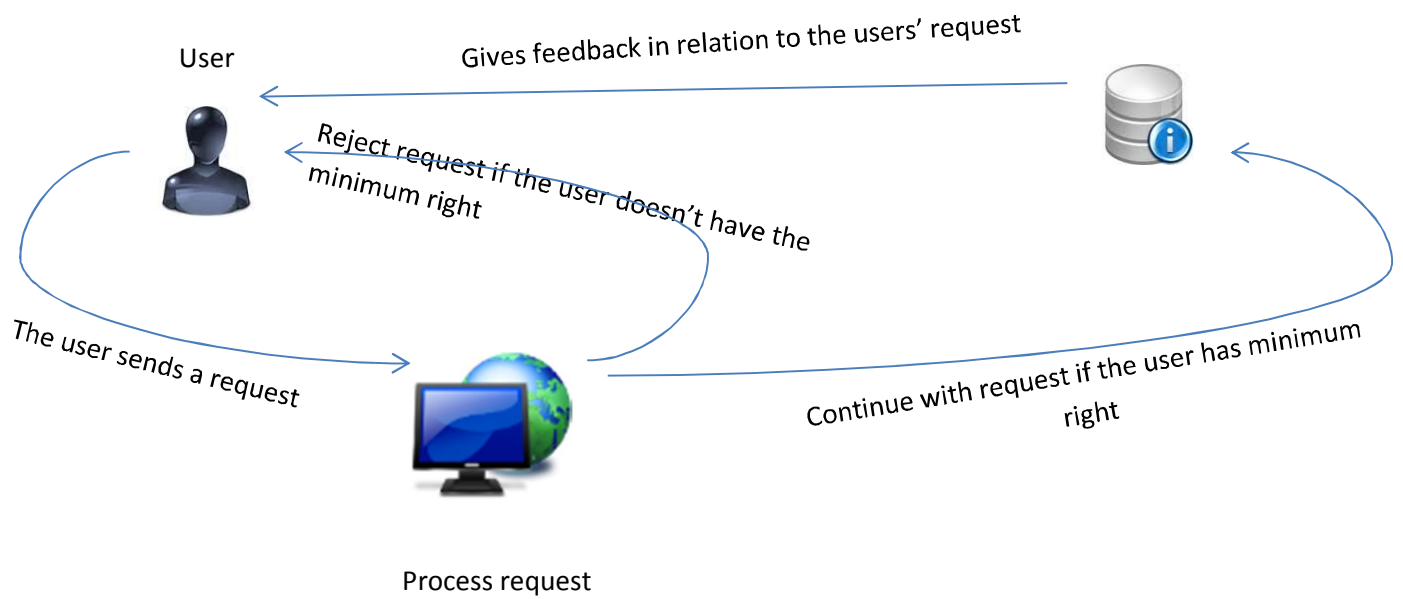 User
Gives feedback in relation to the users’ request
Reject request if the user doesn’t have the
minimum right
The user sends a request
Continue with request if the user has minimum
right
Process request